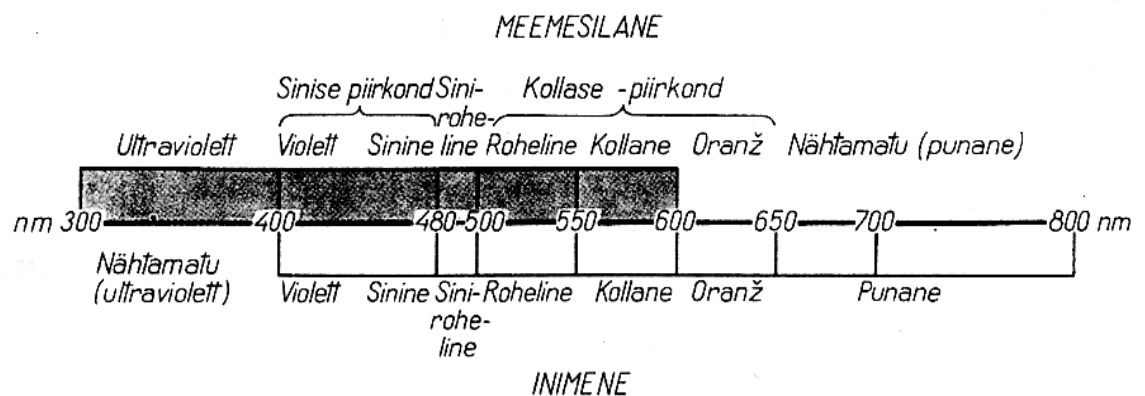 MEEMESILANE
Sinise piirkond Sini- Kollase - piirkond
rohe-
Ultraviolett Violett Sinine line Roheline Kollane Oranž Nähtamatu (punane)
nm 300 400 480 500 550 600 650 700 800 nm
Nähtamatu
(ultraviolett) Violett Sinine Sini- Roheline Kollane Oranž Punane
rohe-
line
INIMENE